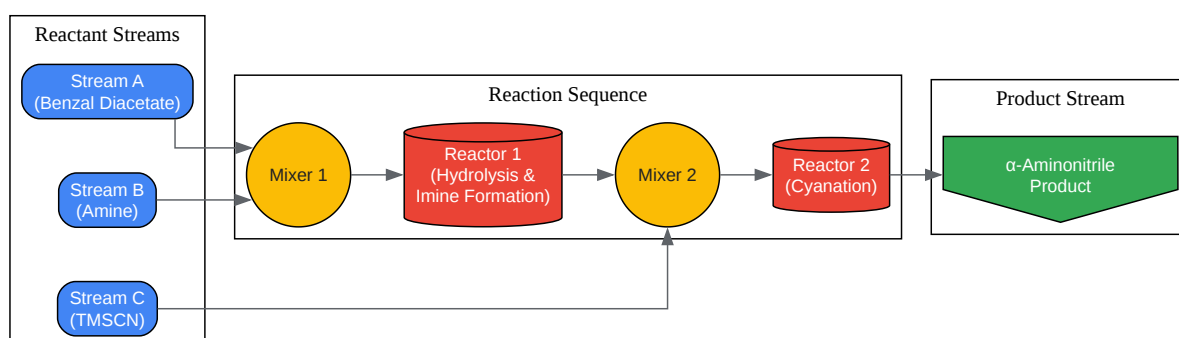 Reactant Streams
Stream A
(Benzal Diacetate)
Stream B
(Amine)
Stream C
(TMSCN)
Reaction Sequence
Mixer 1
Reactor 1
(Hydrolysis &
Imine Formation)
Mixer 2
Reactor 2
(Cyanation)
Product Stream
α-Aminonitrile
Product